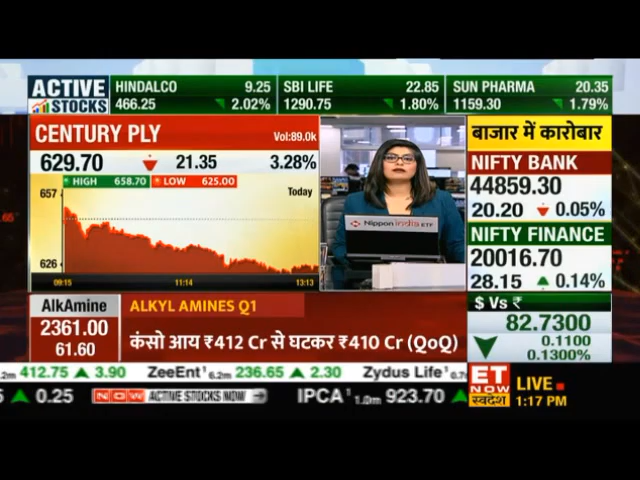 ACTIVE
STOCKS
HINDALCO 9.25
466.25 2.02%
SBI LIFE 22.85
1290.75 1.80%
SUN PHARMA 20.35
1159.30 1.79%
CENTURY PLY Vol:89.0k
629.70 21.35 3.28%
HIGH 658.70 LOW 625.00 Today
657
626
09:15 11:14 13:13
Nippon india ETF
बाजार में कारोबार
NIFTY BANK
44859.30
20.20 0.05%
NIFTY FINANCE
20016.70
28.15 0.14%
$ Vs ₹
82.7300
0.1100
0.1300%
AlkAmine
2361.00
61.60
ALKYL AMINES Q1
कंसो आय ₹412 Cr से घटकर ₹410 Cr (QoQ)
412.75 3.90 ZeeEnt 6.2m 236.65 2.30 Zydus Life
0.25 NOW ACTIVE STOCKS NOW IPCA 1.0m 923.70
ET
NOW
स्वदेश
LIVE
1:17 PM